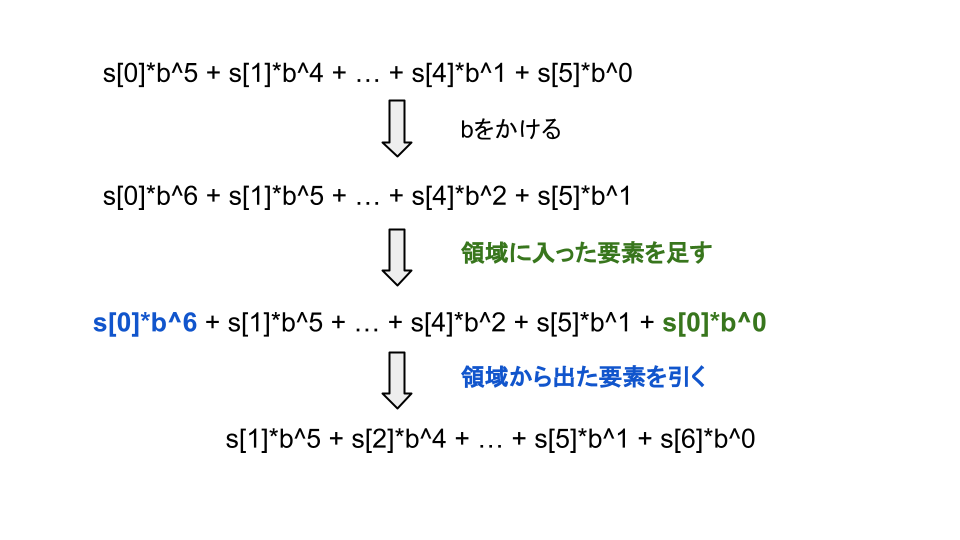 s[0]*b^5 + s[1]*b^4 + … + s[4]*b^1 + s[5]*b^0
bをかける
s[0]*b^6 + s[1]*b^5 + … + s[4]*b^2 + s[5]*b^1
領域に入った要素を足す
s[0]*b^6 + s[1]*b^5 + … + s[4]*b^2 + s[5]*b^1 + s[0]*b^0
領域から出た要素を引く
s[1]*b^5 + s[2]*b^4 + … + s[5]*b^1 + s[6]*b^0